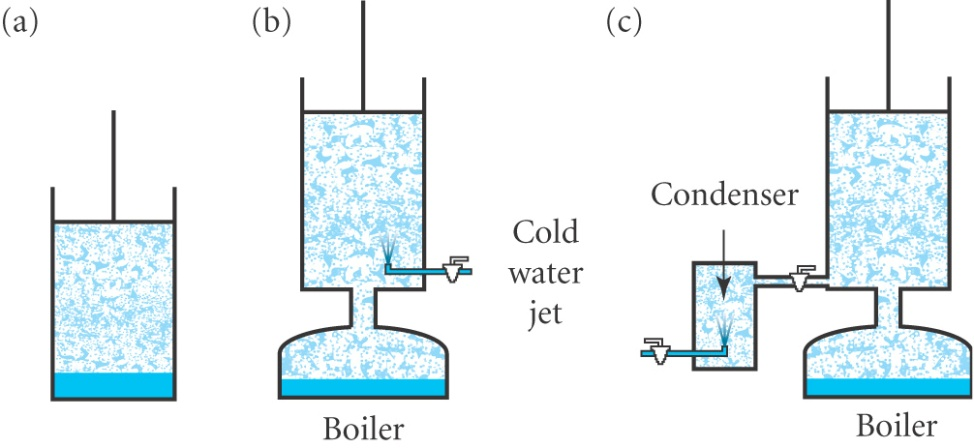 (a)
(b)
(c)
Condenser
Cold
water
jet
Boiler
Boiler